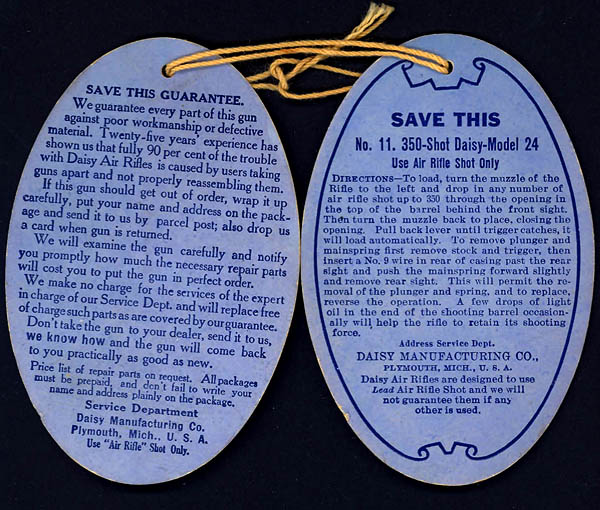 SAVE THIS GUARANTEE.
We guarantee every part of this gun
against poor workmanship or defective
material. Twenty-five years' experience has
shown us that fully 90 per cent of the trouble
with Daisy Air Rifles is caused by users taking
guns apart and not properly reassembling them.
If this gun should get out of order, wrap it up
carefully, put your name and address on the pack-
age and send it to us by parcel post; also drop us
a card when gun is returned.
We will examine the gun carefully and notify
you promptly how much the necessary repair parts
will cost you to put the gun in perfect order.
We make no charge for the services of the expert
in charge of our Service Dept. and will replace free
of charge such parts as are covered by our guarantee.
Don't take the gun to your dealer, send it to us,
we know how and the gun will come back
to you practically as good as new.
Price list of repair parts on request. All packages
must be prepaid, and don't fail to write your
name and address plainly on the package.
Service Department
Daisy Manufacturing Co.
Plymouth, Mich., U. S. A.
Use "Air Rifle" Shot Only.
SAVE THIS
No. 11. 350-Shot Daisy-Model 24
Use Air Rifle Shot Only
DIRECTIONS—To load, turn the muzzle of the
Rifle to the left and drop in any number of
air rifle shot up to 350 through the opening in
the top of the barrel behind the front sight.
Then turn the muzzle back to place, closing the
opening. Pull back lever until trigger catches, it
will load automatically. To remove plunger and
mainspring first remove stock and trigger, then
insert a No. 9 wire in rear of casing past the rear
sight and push the mainspring forward slightly
and remove rear sight. This will permit the re-
moval of the plunger and spring, and to replace,
reverse the operation. A few drops of light
oil in the end of the shooting barrel occasion-
ally will help the rifle to retain its shooting
force.
Address Service Dept.
DAISY MANUFACTURING CO.,
PLYMOUTH, MICH., U. S. A.
Daisy Air Rifles are designed to use
Lead Air Rifle Shot and we will
not guarantee them if any
other is used.